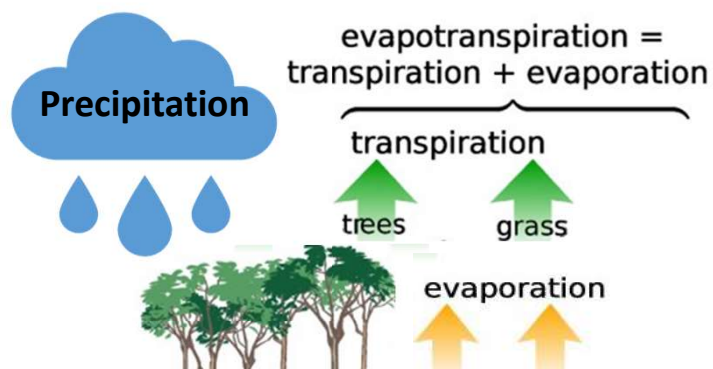 Precipitation
evapotranspiration =
transpiration + evaporation
transpiration
trees
grass
evaporation